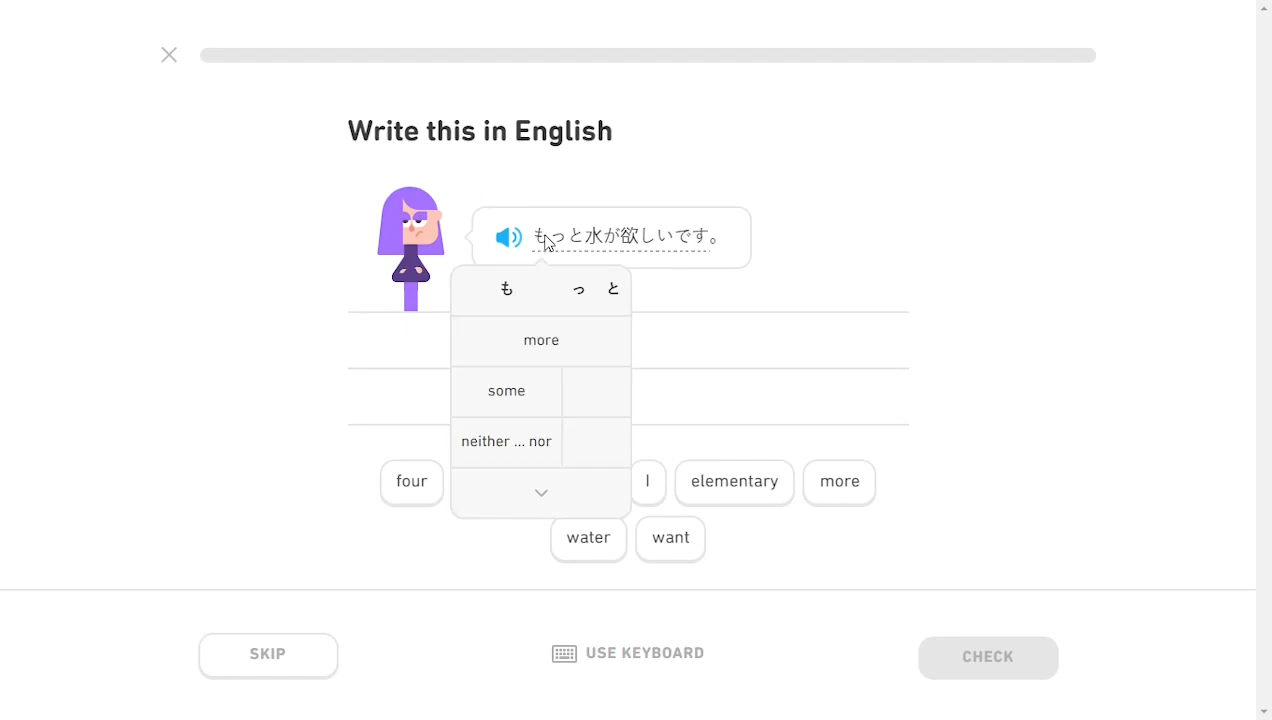 Write this in English
もっと水が欲しいです。
も っ と
more
some
neither ... nor
four
I
elementary
more
water
want
SKIP
USE KEYBOARD
CHECK